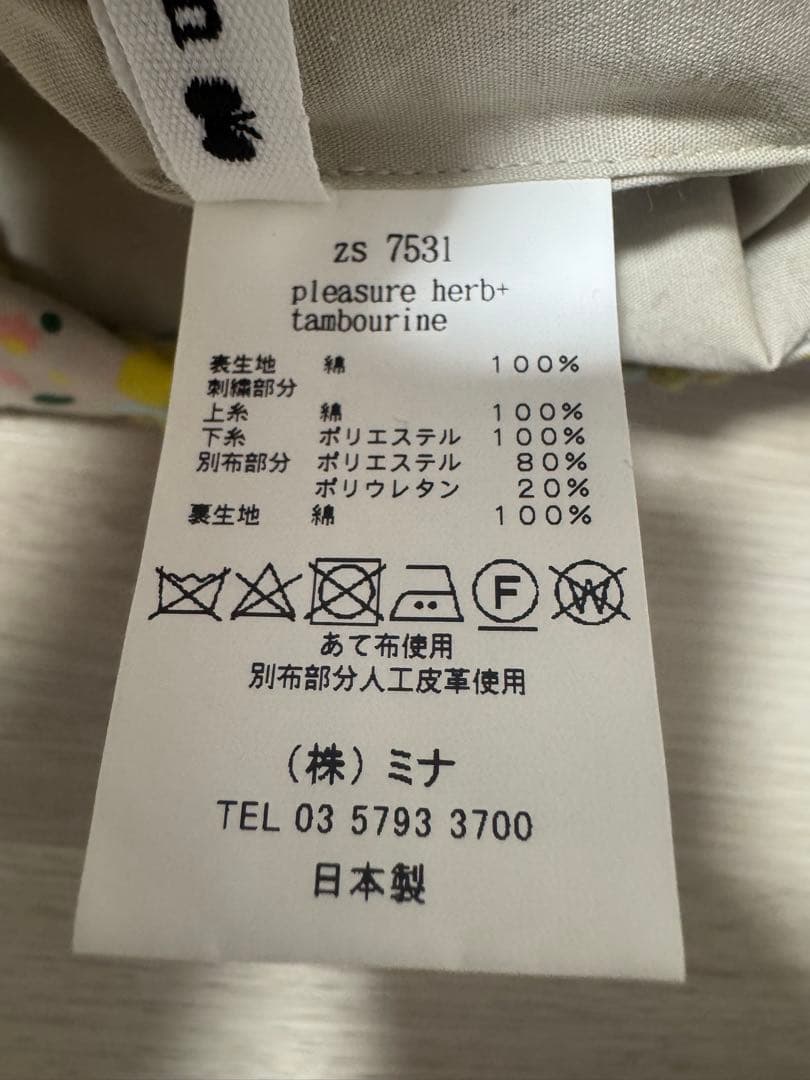 zs 7531
pleasure herb+
tambourine
表生地 綿 100%
刺繍部分
上糸 綿 100%
下糸 ポリエステル 100%
別布部分 ポリエステル 80%
ポリウレタン 20%
裏生地 綿 100%
F W
あて布使用
別布部分人工皮革使用
(株)ミナ
TEL 03 5793 3700
日本製